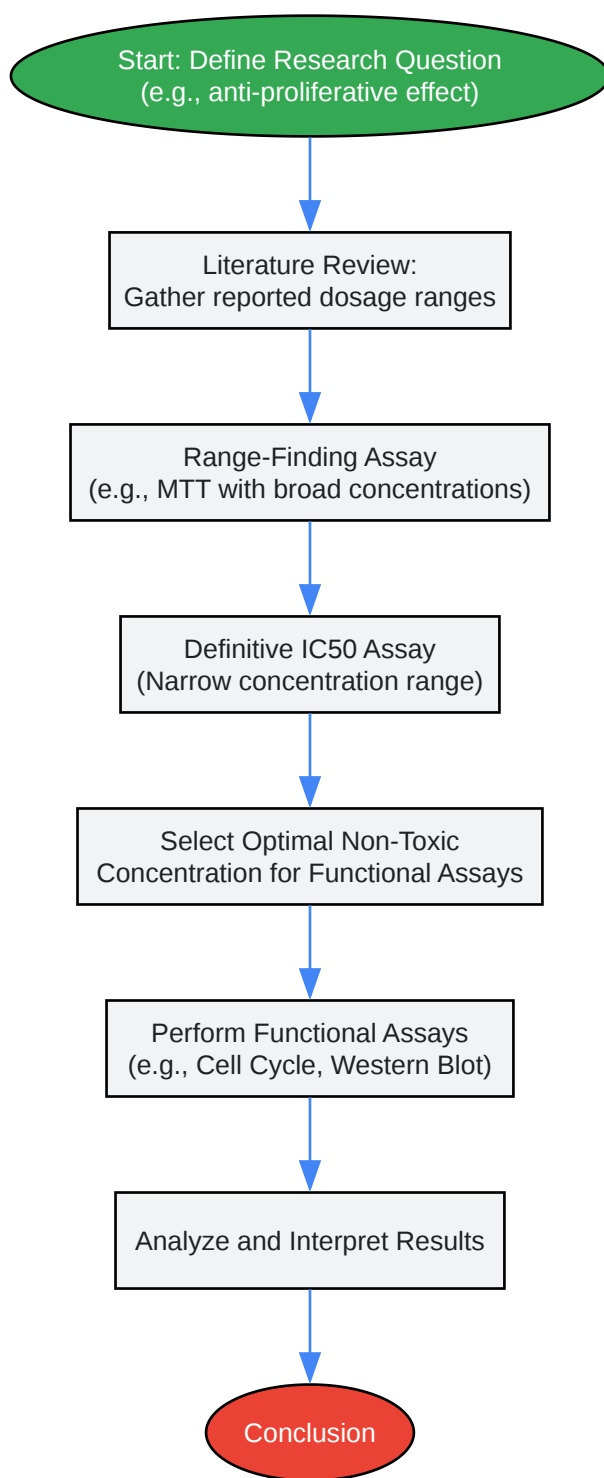 Start: Define Research Question
(e.g., anti-proliferative effect)
Literature Review:
Gather reported dosage ranges
Range-Finding Assay
(e.g., MTT with broad concentrations)
Definitive IC50 Assay
(Narrow concentration range)
Select Optimal Non-Toxic
Concentration for Functional Assays
Perform Functional Assays
(e.g., Cell Cycle, Western Blot)
Analyze and Interpret Results
Conclusion